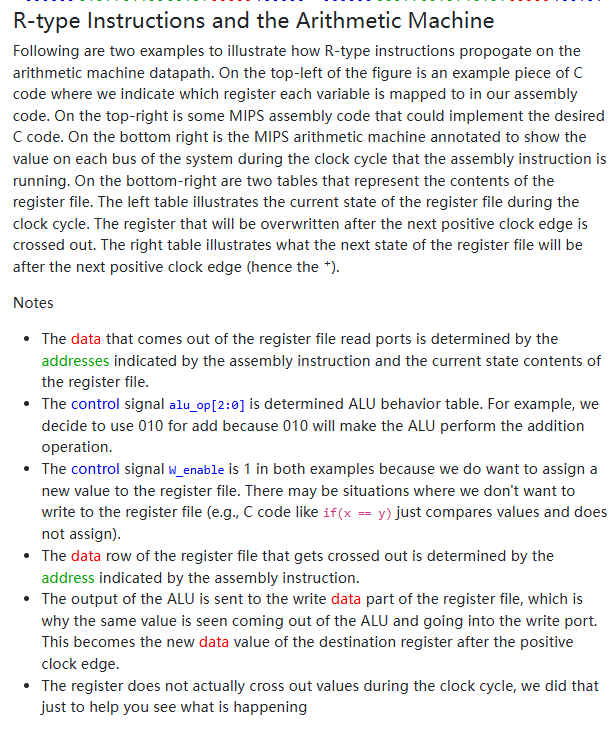 R-type Instructions and the Arithmetic Machine
Following are two examples to illustrate how R-type instructions propogate on the
arithmetic machine datapath. On the top-left of the figure is an example piece of C
code where we indicate which register each variable is mapped to in our assembly
code. On the top-right is some MIPS assembly code that could implement the desired
C code. On the bottom right is the MIPS arithmetic machine annotated to show the
value on each bus of the system during the clock cycle that the assembly instruction is
running. On the bottom-right are two tables that represent the contents of the
register file. The left table illustrates the current state of the register file during the
clock cycle. The register that will be overwritten after the next positive clock edge is
crossed out. The right table illustrates what the next state of the register file will be
after the next positive clock edge (hence the ⁺).
Notes
• The data that comes out of the register file read ports is determined by the
addresses indicated by the assembly instruction and the current state contents of
the register file.
• The control signal alu_op[2:0] is determined ALU behavior table. For example, we
decide to use 010 for add because 010 will make the ALU perform the addition
operation.
• The control signal W_enable is 1 in both examples because we do want to assign a
new value to the register file. There may be situations where we don't want to
write to the register file (e.g., C code like if(x == y) just compares values and does
not assign).
• The data row of the register file that gets crossed out is determined by the
address indicated by the assembly instruction.
• The output of the ALU is sent to the write data part of the register file, which is
why the same value is seen coming out of the ALU and going into the write port.
This becomes the new data value of the destination register after the positive
clock edge.
• The register does not actually cross out values during the clock cycle, we did that
just to help you see what is happening